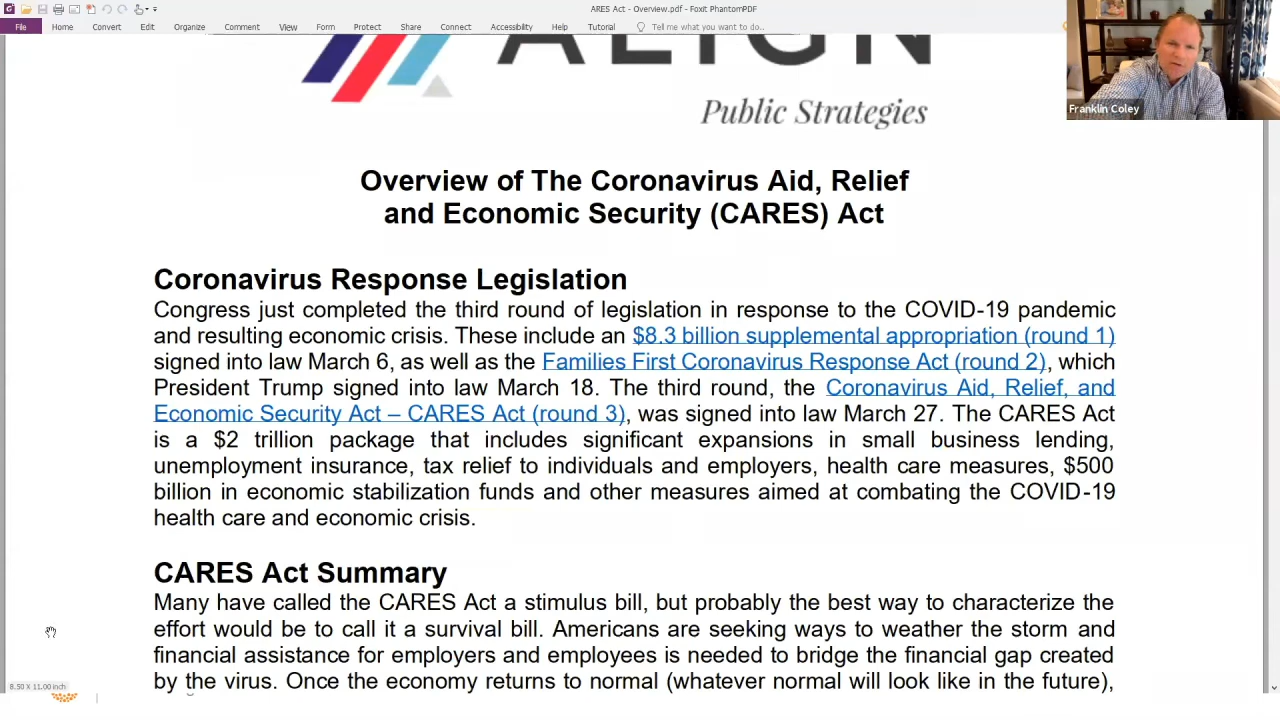 ARES Act - Overview.pdf - Foxit PhantomPDF
File Home Convert Edit Organize Comment View Form Protect Share Connect Accessibility Help Tutorial Tell me what you want to do..
ALIGN
Public Strategies
Franklin Coley
Overview of The Coronavirus Aid, Relief
and Economic Security (CARES) Act
Coronavirus Response Legislation
Congress just completed the third round of legislation in response to the COVID-19 pandemic
and resulting economic crisis. These include an $8.3 billion supplemental appropriation (round 1)
signed into law March 6, as well as the Families First Coronavirus Response Act (round 2), which
President Trump signed into law March 18. The third round, the Coronavirus Aid, Relief, and
Economic Security Act – CARES Act (round 3), was signed into law March 27. The CARES Act
is a $2 trillion package that includes significant expansions in small business lending,
unemployment insurance, tax relief to individuals and employers, health care measures, $500
billion in economic stabilization funds and other measures aimed at combating the COVID-19
health care and economic crisis.
CARES Act Summary
Many have called the CARES Act a stimulus bill, but probably the best way to characterize the
effort would be to call it a survival bill. Americans are seeking ways to weather the storm and
financial assistance for employers and employees is needed to bridge the financial gap created
by the virus. Once the economy returns to normal (whatever normal will look like in the future),
8.50 X 11.00 inch